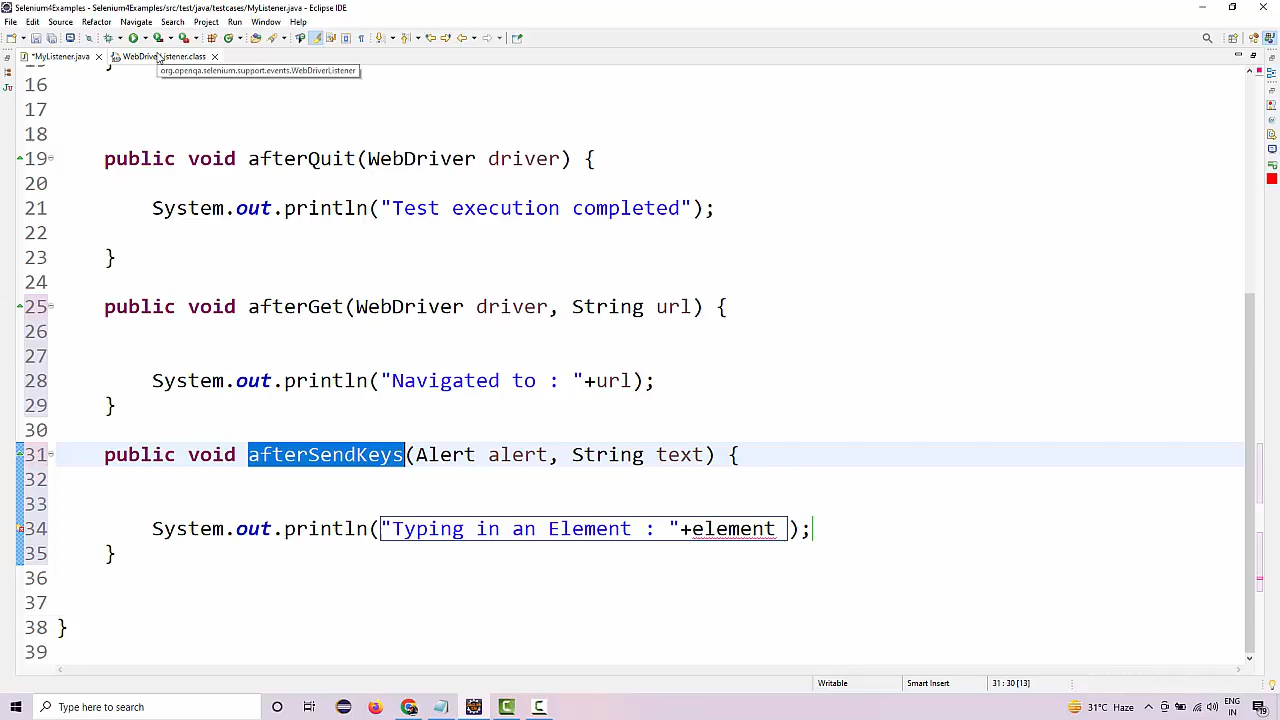 Selenium4Examples - Selenium4Examples/src/test/java/testcases/MyListener.java - Eclipse IDE
File Edit Source Refactor Navigate Search Project Run Window Help
*MyListener.java WebDriverListener.class
org.openqa.selenium.support.events.WebDriverListener
15 }
16
17
18
19 public void afterQuit(WebDriver driver) {
20
21 System.out.println("Test execution completed");
22
23 }
24
25 public void afterGet(WebDriver driver, String url) {
26
27
28 System.out.println("Navigated to : "+url);
29 }
30
31 public void afterSendKeys(Alert alert, String text) {
32
33
34 System.out.println("Typing in an Element : "+element );
35 }
36
37
38 }
39
Writable Smart Insert 31 : 30 [13]
Type here to search
31°C Haze ENG
IN 19